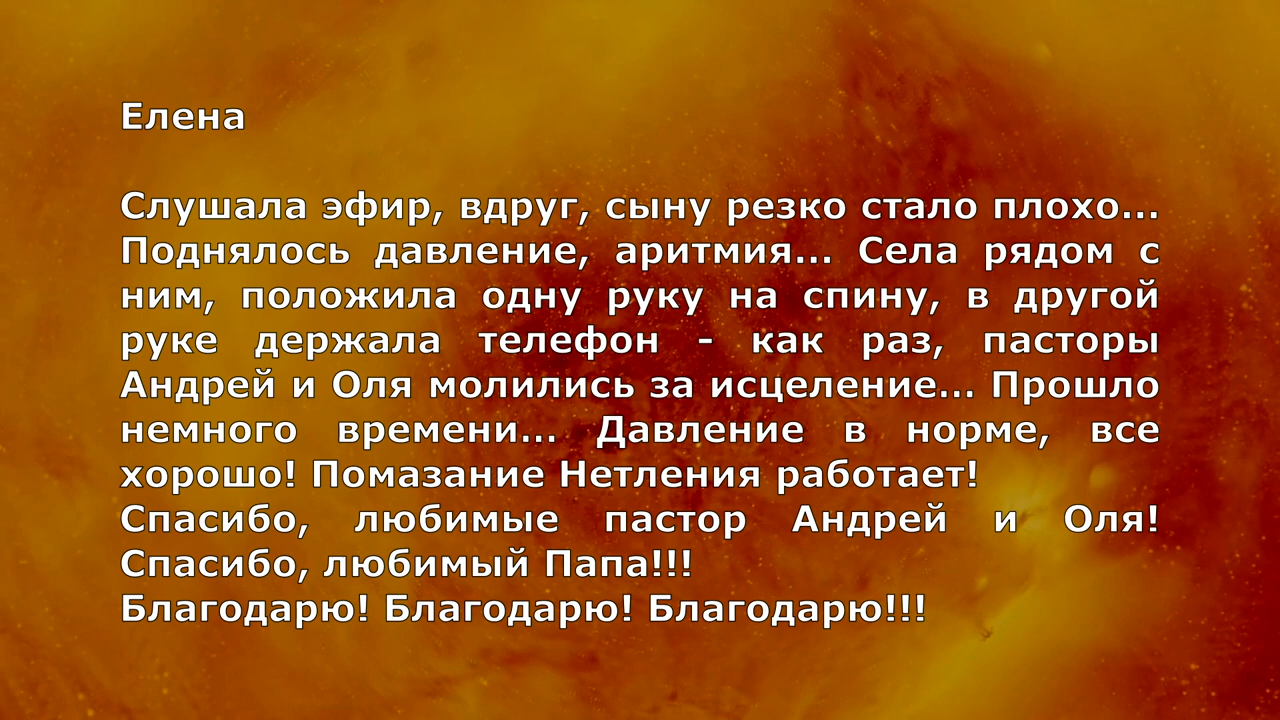 Елена
Слушала эфир, вдруг, сыну резко стало плохо...
Поднялось давление, аритмия... Села рядом с
ним, положила одну руку на спину, в другой
руке держала телефон - как раз, пасторы
Андрей и Оля молились за исцеление... Прошло
немного времени... Давление в норме, все
хорошо! Помазание Нетления работает!
Спасибо, любимые пастор Андрей и Оля!
Спасибо, любимый Папа!!!
Благодарю! Благодарю! Благодарю!!!